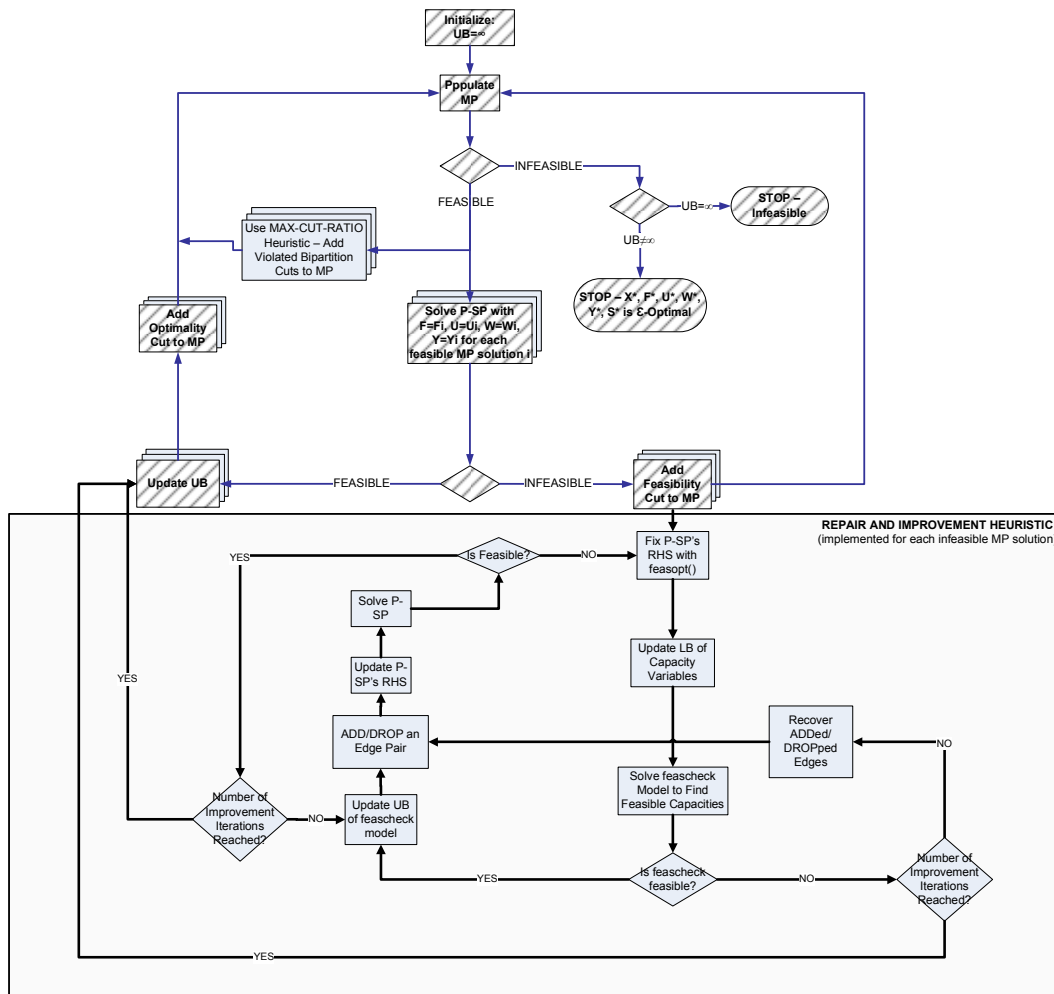 Initialize:
UB=∞
Pppulate
MP
INFEASIBLE
FEASIBLE
UB=∞
STOP –
Infeasible
UB≠∞
STOP – X*, F*, U*, W*,
Y*, S* is ℇ-Optimal
Use MAX-CUT-RATIO
Heuristic – Add
Violated Bipartition
Cuts to MP
Add
Optimality
Cut to MP
Solve P-SP with
F=Fi, U=Ui, W=Wi,
Y=Yi for each
feasible MP solution i
Update UB
FEASIBLE
INFEASIBLE
Add
Feasibility
Cut to MP
REPAIR AND IMPROVEMENT HEURISTIC
(implemented for each infeasible MP solution
YES
Is Feasible?
NO
Fix P-SP's
RHS with
feasopt()
Solve P-
SP
Update P-
SP's RHS
Update LB of
Capacity
Variables
YES
ADD/DROP an
Edge Pair
Recover
ADDed/
DROPped
Edges
NO
Number of
Improvement
Iterations
Reached?
NO
Update UB
of feascheck
model
Solve feascheck
Model to Find
Feasible Capacities
YES
Is feascheck
feasible?
NO
Number of
Improvement
Iterations
Reached?
YES